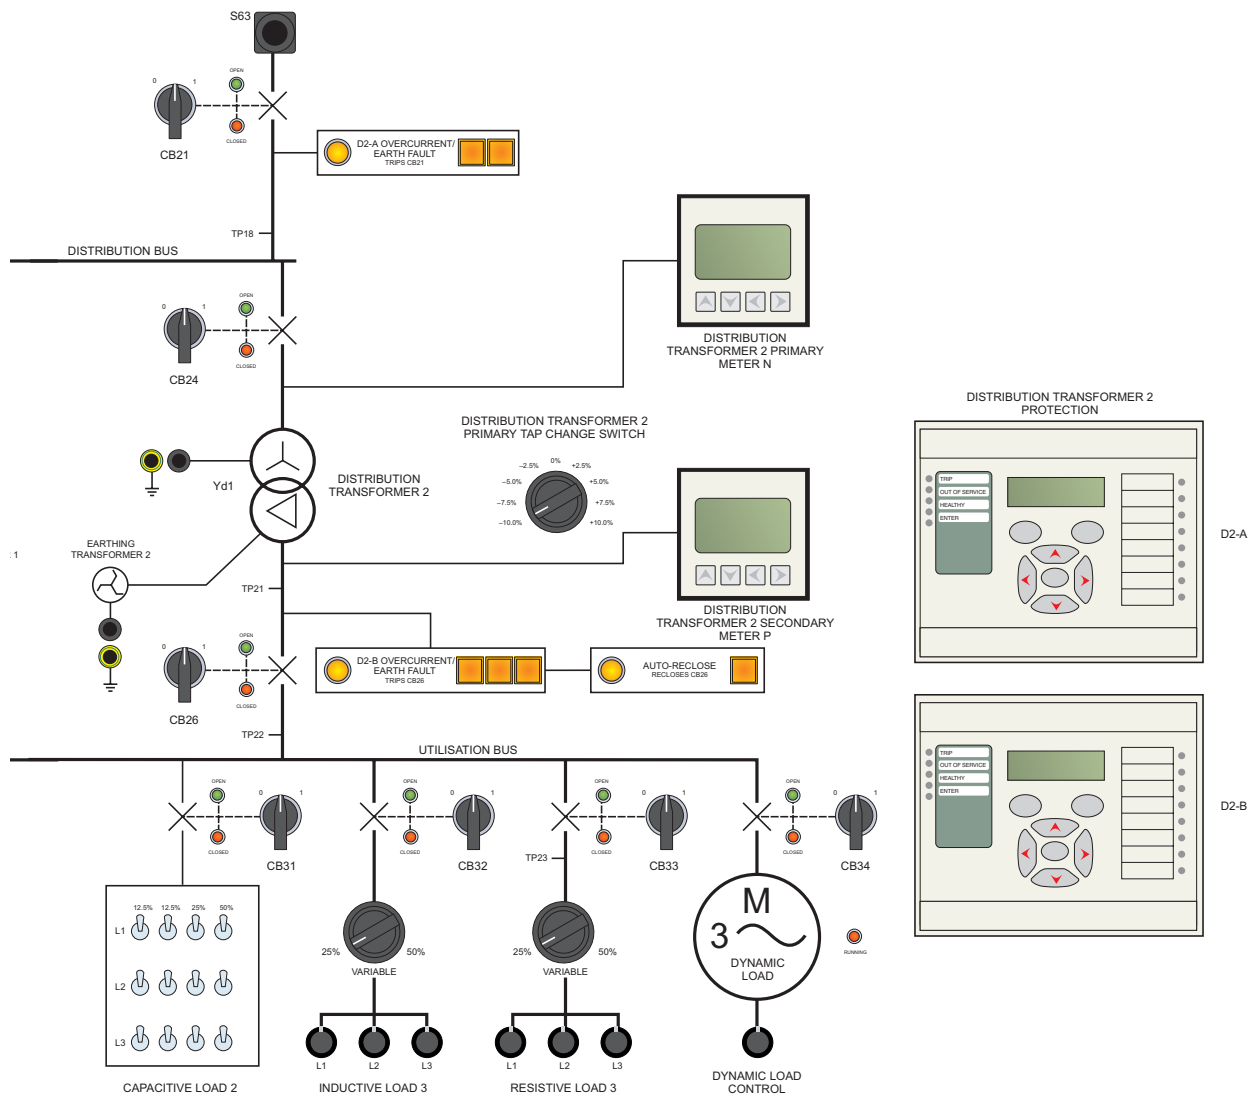 S63
OPEN
0 1
CLOSED
CB21
D2-A OVERCURRENT/
EARTH FAULT
TRIPS CB21
TP18
DISTRIBUTION BUS
OPEN
0 1
CLOSED
CB24
DISTRIBUTION
TRANSFORMER 2 PRIMARY
METER N
DISTRIBUTION TRANSFORMER 2
PRIMARY TAP CHANGE SWITCH
–2.5% 0% +2.5%
–5.0% +5.0%
–7.5% +7.5%
–10.0% +10.0%
Yd1
DISTRIBUTION
TRANSFORMER 2
EARTHING
TRANSFORMER 2
: 1
TP21
DISTRIBUTION
TRANSFORMER 2 SECONDARY
METER P
OPEN
0 1
CLOSED
CB26
D2-B OVERCURRENT/
EARTH FAULT
TRIPS CB26
AUTO-RECLOSE
RECLOSES CB26
TP22
UTILISATION BUS
OPEN
0 1
CLOSED
CB31
OPEN
0 1
CLOSED
CB32
OPEN
0 1
CLOSED
CB33
TP23
OPEN
0 1
CLOSED
CB34
12.5% 12.5% 25% 50%
L1
L2
L3
CAPACITIVE LOAD 2
25% 50%
VARIABLE
L1 L2 L3
INDUCTIVE LOAD 3
25% 50%
VARIABLE
L1 L2 L3
RESISTIVE LOAD 3
M
3
DYNAMIC
LOAD
RUNNING
DYNAMIC LOAD
CONTROL
DISTRIBUTION TRANSFORMER 2
PROTECTION
TRIP
OUT OF SERVICE
HEALTHY
ENTER
D2-A
TRIP
OUT OF SERVICE
HEALTHY
ENTER
D2-B